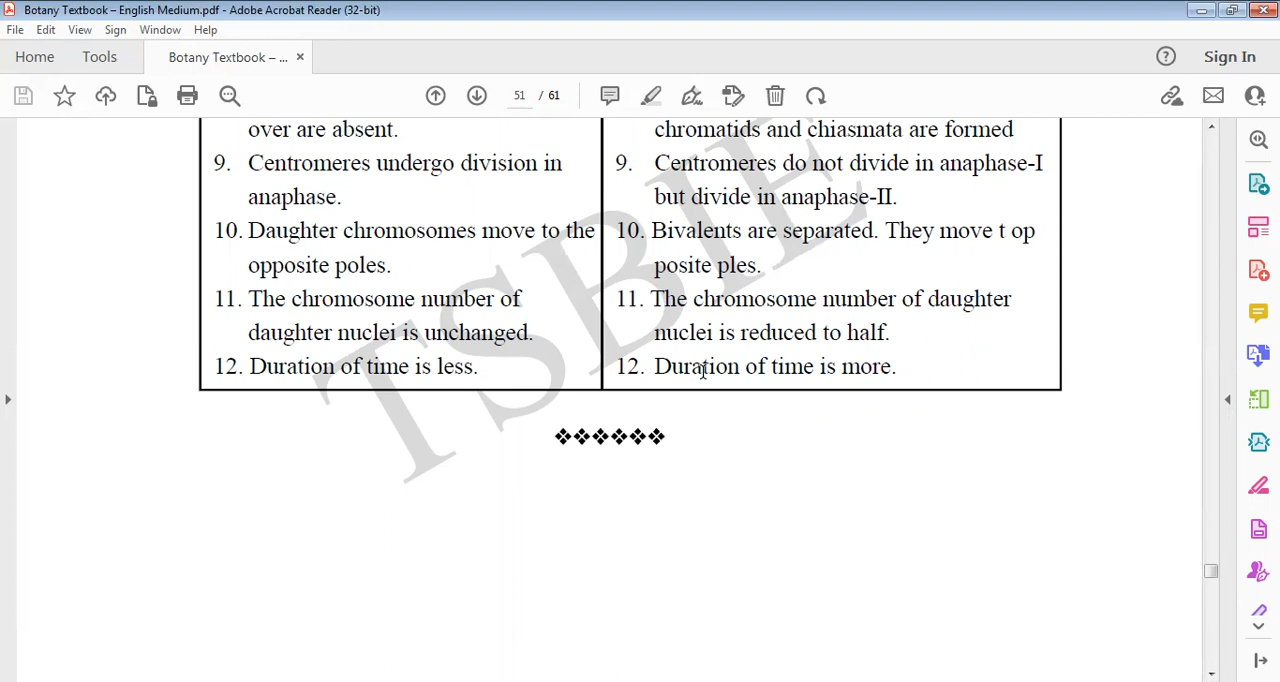 Botany Textbook – English Medium.pdf - Adobe Acrobat Reader (32-bit)
File Edit View Sign Window Help
Home Tools Botany Textbook – ... × Sign In
51 / 61
over are absent.
9. Centromeres undergo division in
anaphase.
10. Daughter chromosomes move to the
opposite poles.
11. The chromosome number of
daughter nuclei is unchanged.
12. Duration of time is less.
chromatids and chiasmata are formed
9. Centromeres do not divide in anaphase-I
but divide in anaphase-II.
10. Bivalents are separated. They move t op
posite ples.
11. The chromosome number of daughter
nuclei is reduced to half.
12. Duration of time is more.
TSBIE